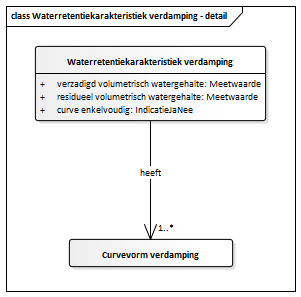 class Waterretentiekarakteristiek verdamping - detail
Waterretentiekarakteristiek verdamping
+ verzadigd volumetrisch watergehalte: Meetwaarde
+ residueel volumetrisch watergehalte: Meetwaarde
+ curve enkelvoudig: IndicatieJaNee
heeft
1..*
Curvevorm verdamping